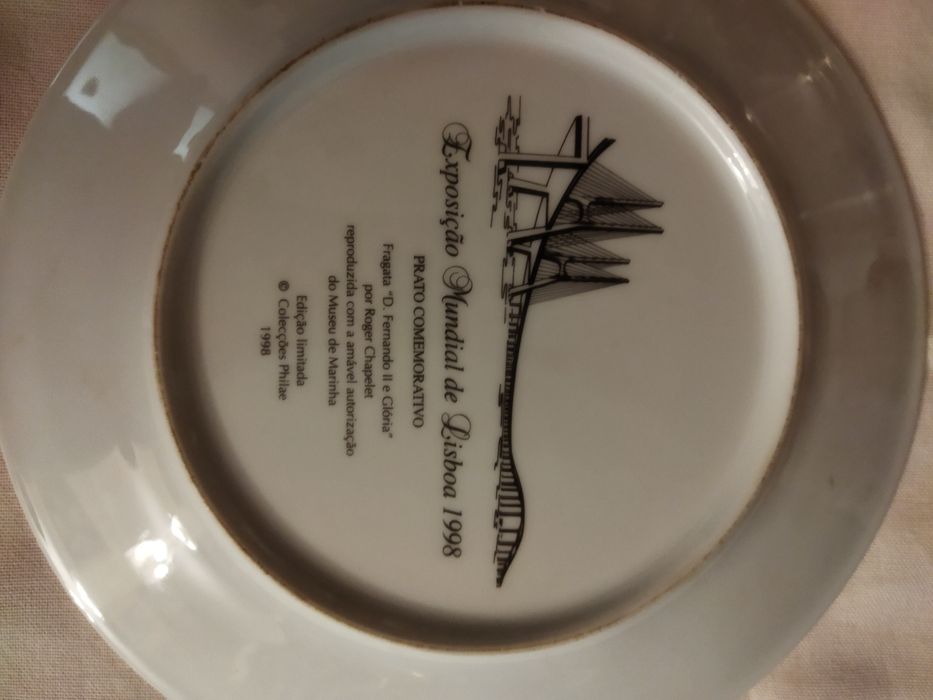 Exposição Mundial de Lisboa 1998
PRATO COMEMORATIVO
Fragata "D. Fernando II e Glória"
por Roger Chapelet
reproduzida com a amável autorização
do Museu de Marinha
Edição limitada
© Colecções Philae
1998